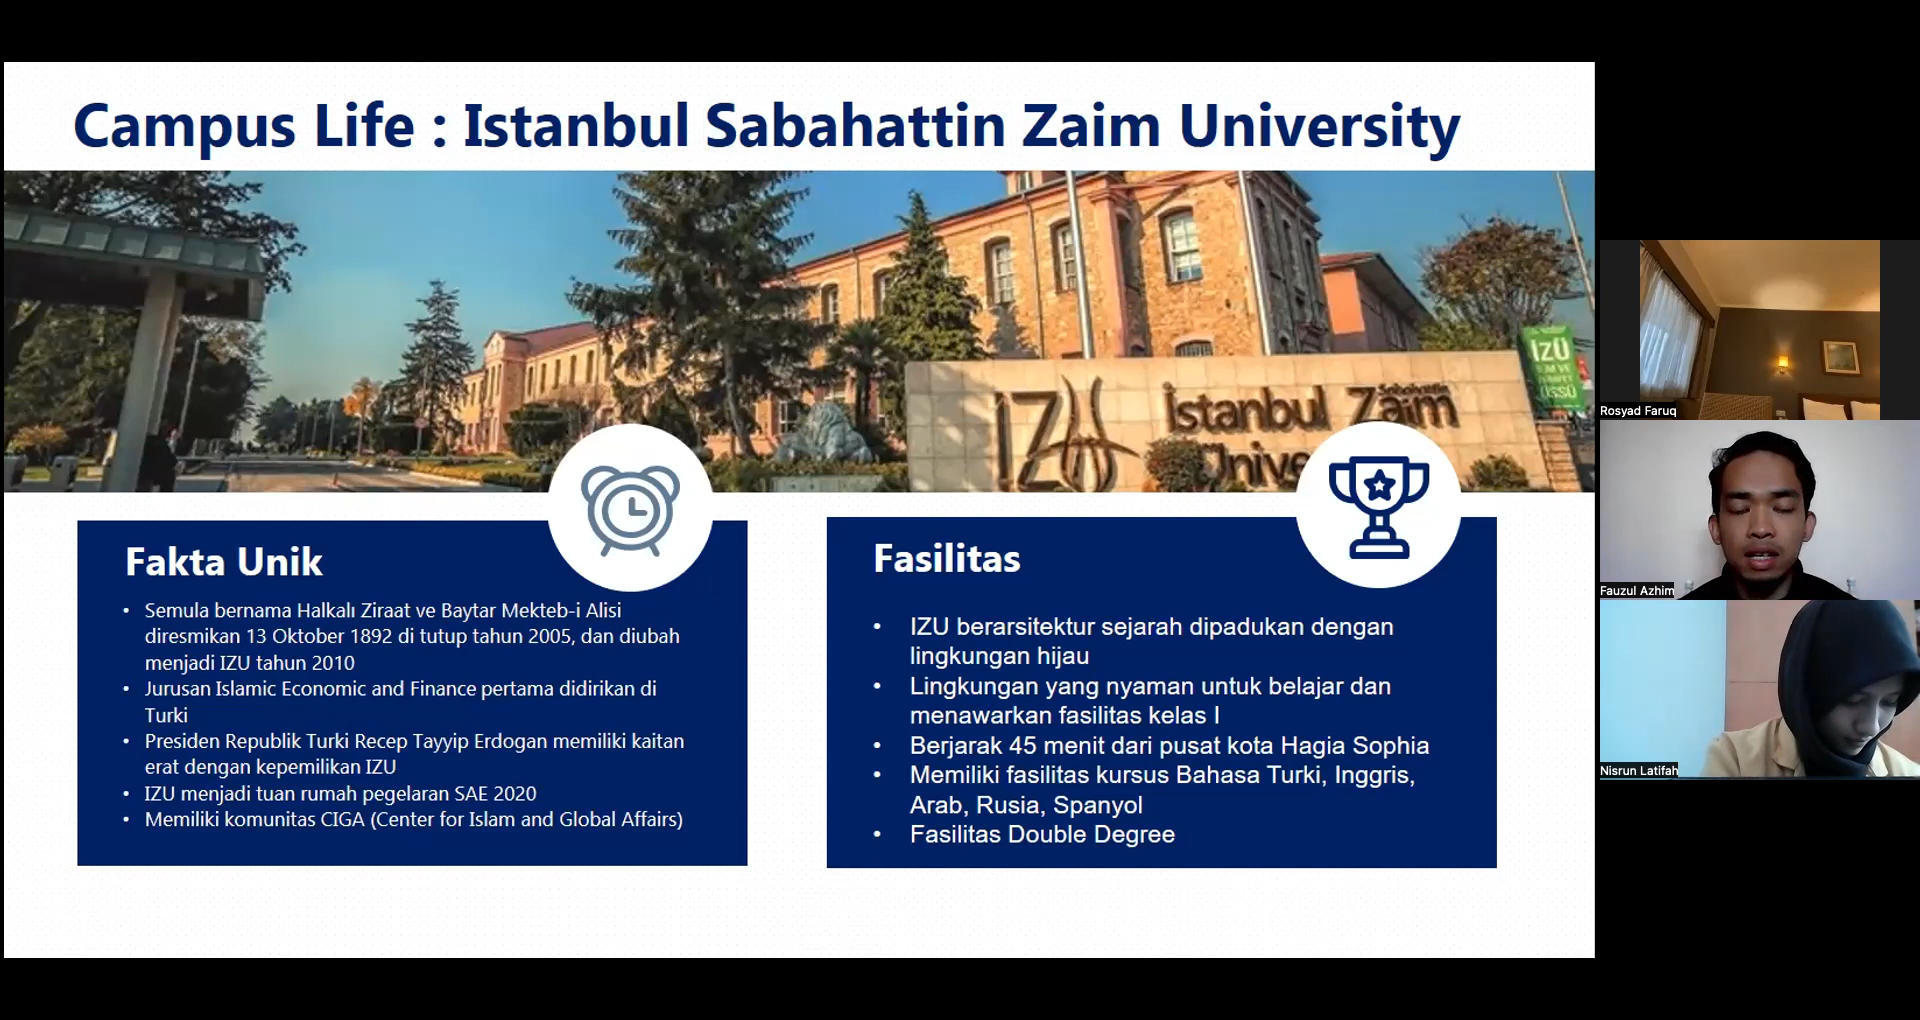 Campus Life : Istanbul Sabahattin Zaim University
İZÜ
İstanbul Sabahattin Zaim
Fakta Unik
• Semula bernama Halkalı Ziraat ve Baytar Mekteb-i Alisi
diresmikan 13 Oktober 1892 di tutup tahun 2005, dan diubah
menjadi IZU tahun 2010
• Jurusan Islamic Economic and Finance pertama didirikan di
Turki
• Presiden Republik Turki Recep Tayyip Erdogan memiliki kaitan
erat dengan kepemilikan IZU
• IZU menjadi tuan rumah pegelaran SAE 2020
• Memiliki komunitas CIGA (Center for Islam and Global Affairs)
Fasilitas
• IZU berarsitektur sejarah dipadukan dengan
lingkungan hijau
• Lingkungan yang nyaman untuk belajar dan
menawarkan fasilitas kelas I
• Berjarak 45 menit dari pusat kota Hagia Sophia
• Memiliki fasilitas kursus Bahasa Turki, Inggris,
Arab, Rusia, Spanyol
• Fasilitas Double Degree
Rosyad Faruq
Fauzul Azhim
Nisrun Latifah